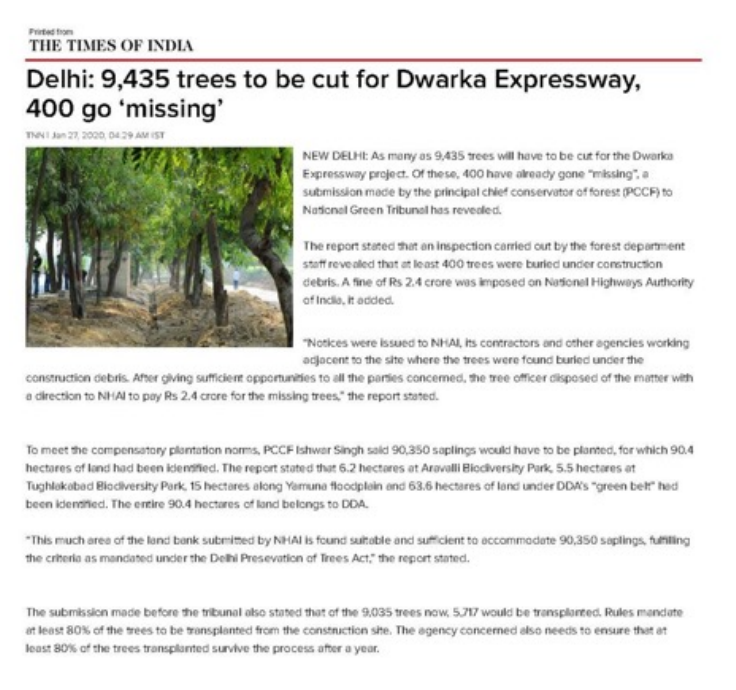 Printed from
THE TIMES OF INDIA
Delhi: 9,435 trees to be cut for Dwarka Expressway,
400 go ‘missing’
TNN | Jan 27, 2020, 04:29 AM IST
NEW DELHI: As many as 9,435 trees will have to be cut for the Dwarka
Expressway project. Of these, 400 have already gone "missing", a
submission made by the principal chief conservator of forest (PCCF) to
National Green Tribunal has revealed.
The report stated that an inspection carried out by the forest department
staff revealed that at least 400 trees were buried under construction
debris. A fine of Rs 2.4 crore was imposed on National Highways Authority
of India, it added.
"Notices were issued to NHAI, its contractors and other agencies working
adjacent to the site where the trees were found buried under the
construction debris. After giving sufficient opportunities to all the parties concerned, the tree officer disposed of the matter with
a direction to NHAI to pay Rs 2.4 crore for the missing trees," the report stated.
To meet the compensatory plantation norms, PCCF Ishwar Singh said 90,350 saplings would have to be planted, for which 90.4
hectares of land had been identified. The report stated that 6.2 hectares at Aravalli Biodiversity Park, 5.5 hectares at
Tughlakabad Biodiversity Park, 15 hectares along Yamuna floodplain and 63.6 hectares of land under DDA's "green belt" had
been identified. The entire 90.4 hectares of land belongs to DDA.
"This much area of the land bank submitted by NHAI is found suitable and sufficient to accommodate 90,350 saplings, fulfilling
the criteria as mandated under the Delhi Presevation of Trees Act," the report stated.
The submission made before the tribunal also stated that of the 9,035 trees now, 5,717 would be transplanted. Rules mandate
at least 80% of the trees to be transplanted from the construction site. The agency concerned also needs to ensure that at
least 80% of the trees transplanted survive the process after a year.